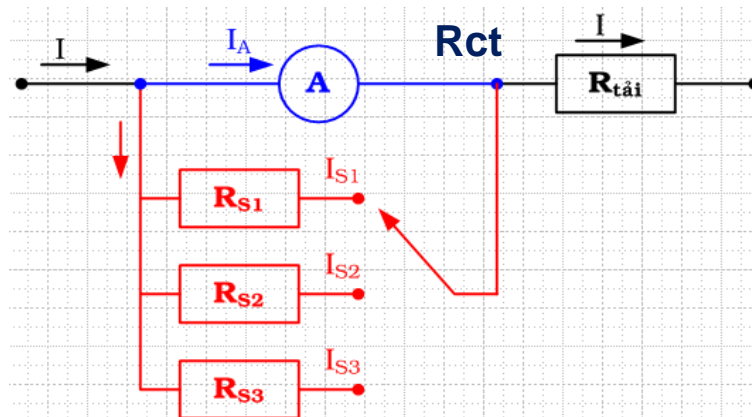 I
I_A
Rct
I
A
R_tải
R_S1
I_S1
R_S2
I_S2
R_S3
I_S3